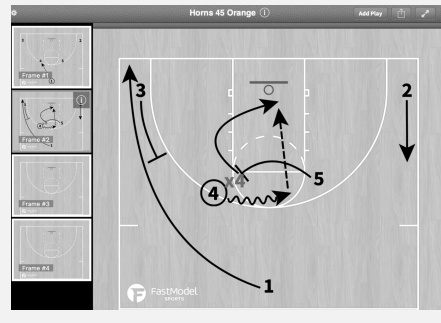 Horns 45 Orange ⓘ
Add Play
Frame #1
Frame #2
Frame #3
Frame #4
3
2
x4
4
5
1
FastModel
SPORTS